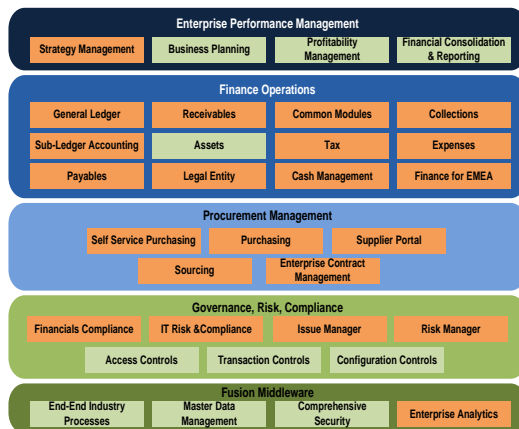 Enterprise Performance Management
Strategy Management
Business Planning
Profitability
Management
Financial Consolidation
& Reporting
Finance Operations
General Ledger
Receivables
Common Modules
Collections
Sub-Ledger Accounting
Assets
Tax
Expenses
Payables
Legal Entity
Cash Management
Finance for EMEA
Procurement Management
Self Service Purchasing
Purchasing
Supplier Portal
Sourcing
Enterprise Contract
Management
Governance, Risk, Compliance
Financials Compliance
IT Risk &Compliance
Issue Manager
Risk Manager
Access Controls
Transaction Controls
Configuration Controls
Fusion Middleware
End-End Industry
Processes
Master Data
Management
Comprehensive
Security
Enterprise Analytics